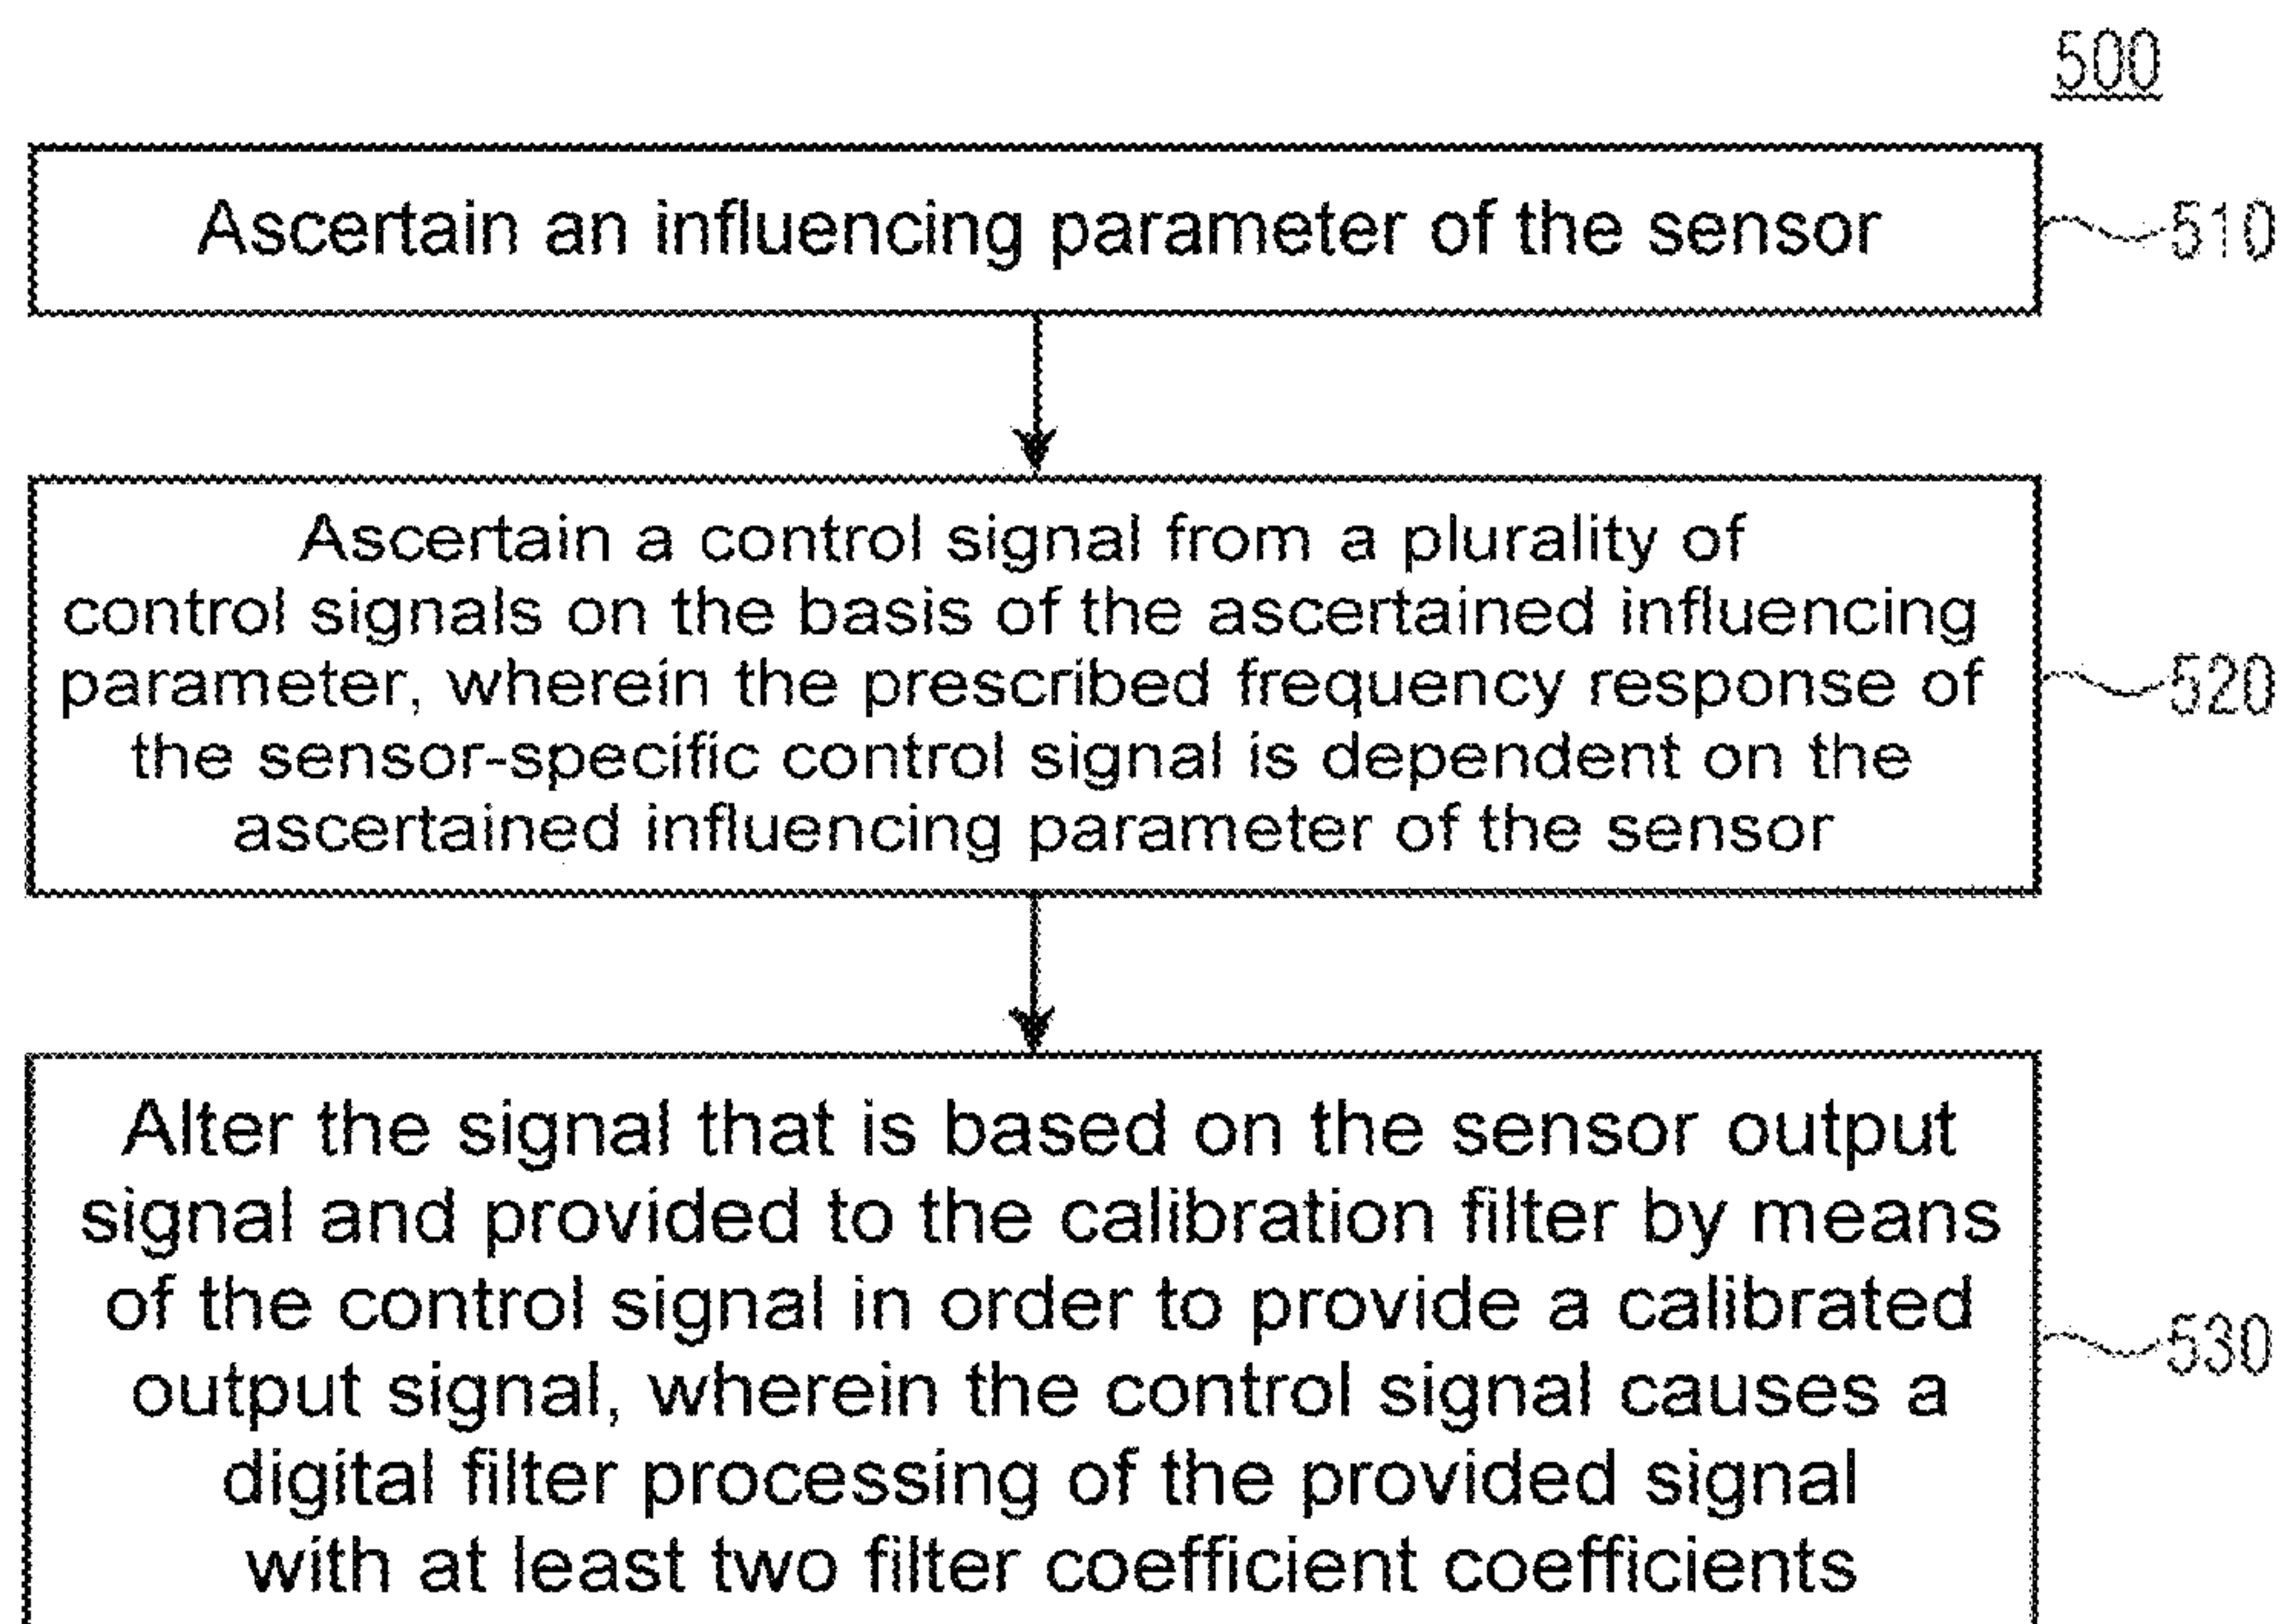 500
Ascertain an influencing parameter of the sensor
510
Ascertain a control signal from a plurality of
control signals on the basis of the ascertained influencing
parameter, wherein the prescribed frequency response of
the sensor-specific control signal is dependent on the
ascertained influencing parameter of the sensor
520
Alter the signal that is based on the sensor output
signal and provided to the calibration filter by means
of the control signal in order to provide a calibrated
output signal, wherein the control signal causes a
digital filter processing of the provided signal
with at least two filter coefficient coefficients
530